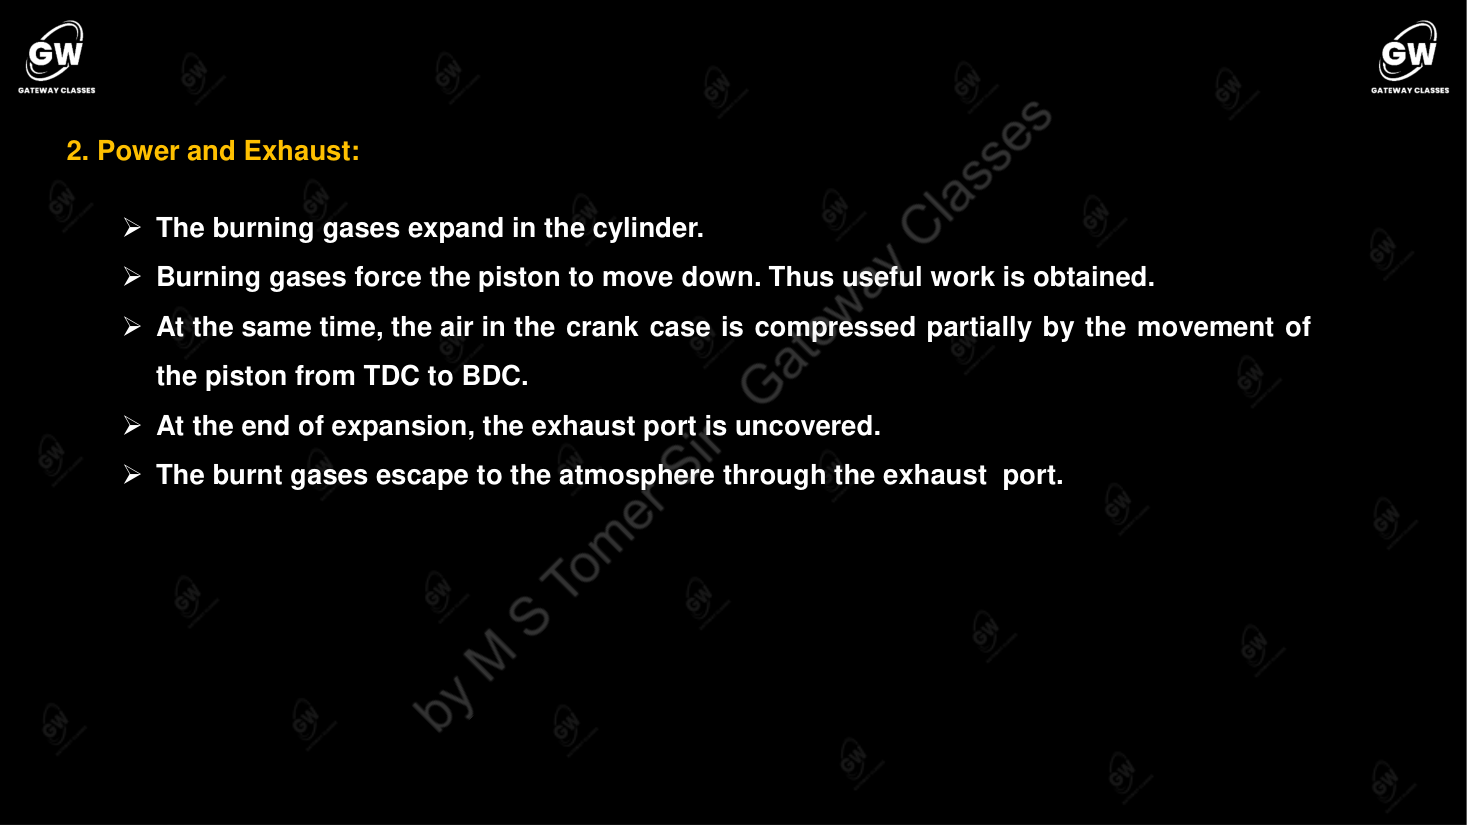 GW
GATEWAY CLASSES
GW
GATEWAY CLASSES
2. Power and Exhaust:
➢ The burning gases expand in the cylinder.
➢ Burning gases force the piston to move down. Thus useful work is obtained.
➢ At the same time, the air in the crank case is compressed partially by the movement of
the piston from TDC to BDC.
➢ At the end of expansion, the exhaust port is uncovered.
➢ The burnt gases escape to the atmosphere through the exhaust  port.
by M S Tomer Sir Gateway Classes